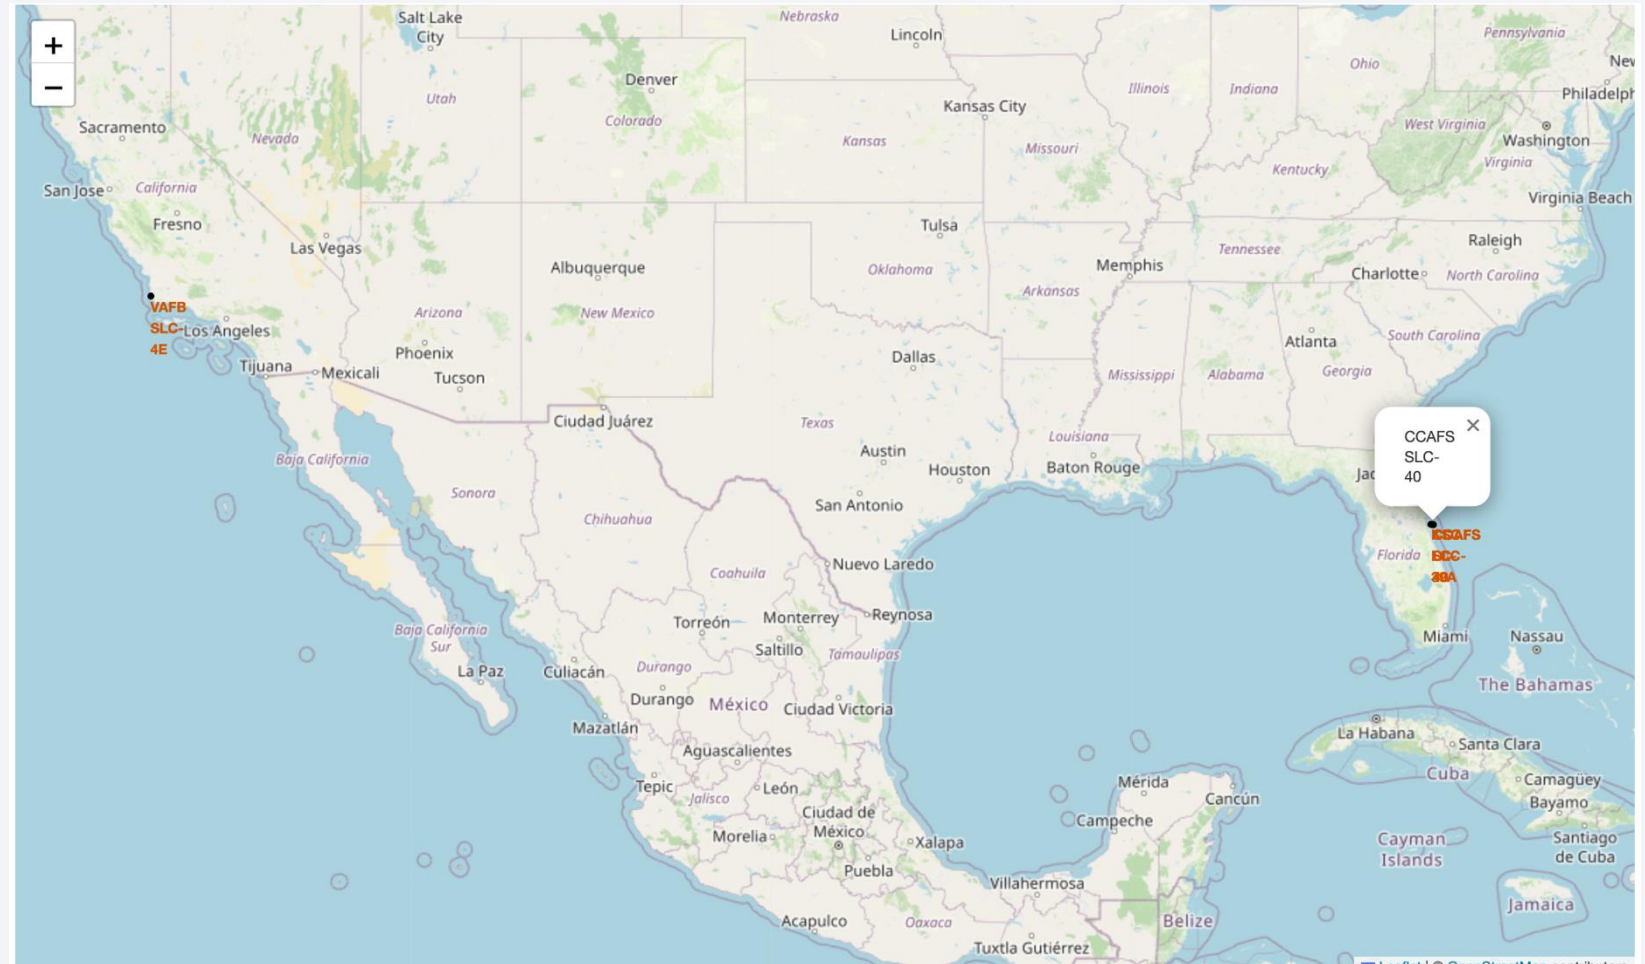 +
−
Salt Lake
City
Nebraska
Lincoln
Pennsylvania
Denver
Ohio
Utah
Illinois
Indiana
Kansas City
Colorado
Sacramento
Nevada
Kansas
Missouri
West Virginia
Washington
Virginia
Kentucky
San Jose
California
Virginia Beach
Fresno
Tulsa
Las Vegas
Raleigh
Tennessee
Albuquerque
Oklahoma
Memphis
Charlotte
North Carolina
Arkansas
VAFB
SLC-
4E
Los Angeles
Arizona
New Mexico
South Carolina
Atlanta
Phoenix
Dallas
Tijuana
Mexicali
Tucson
Mississippi
Alabama
Georgia
Ciudad Juárez
Texas
×
CCAFS
SLC-
40
Louisiana
Austin
Baja California
Houston
Baton Rouge
Sonora
San Antonio
Chihuahua
Florida
Nuevo Laredo
Coahuila
Reynosa
Torreón
Monterrey
Baja California
Sur
Saltillo
Tamaulipas
Miami
Nassau
La Paz
Culiacán
Durango
Durango
México
Ciudad Victoria
The Bahamas
Mazatlán
La Habana
Santa Clara
Aguascalientes
Cuba
Camagüey
Tepic
León
Mérida
Cancún
Jalisco
Bayamo
Ciudad de
México
Campeche
Morelia
Xalapa
Cayman
Islands
Santiago
de Cuba
Puebla
Villahermosa
Jamaica
Acapulco
Oaxaca
Belize
Tuxtla Gutiérrez